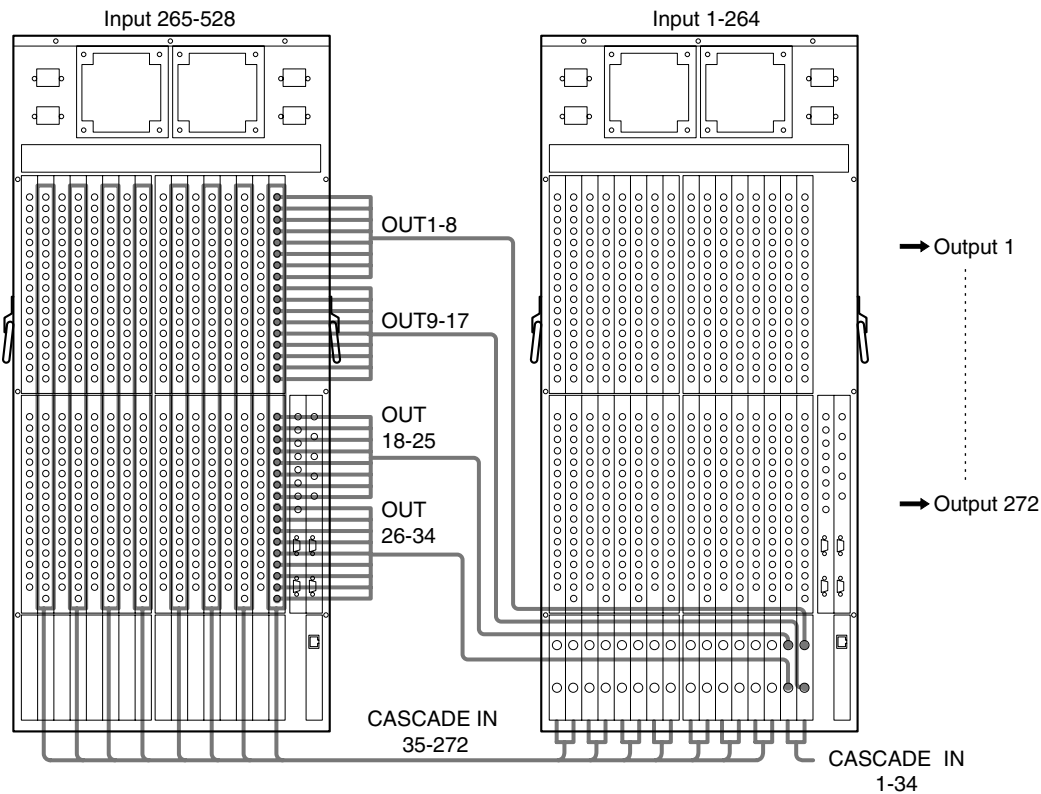 Input 265-528
Input 1-264
OUT1-8
Output 1
OUT9-17
OUT
18-25
OUT
26-34
Output 272
CASCADE IN
35-272
CASCADE IN
1-34